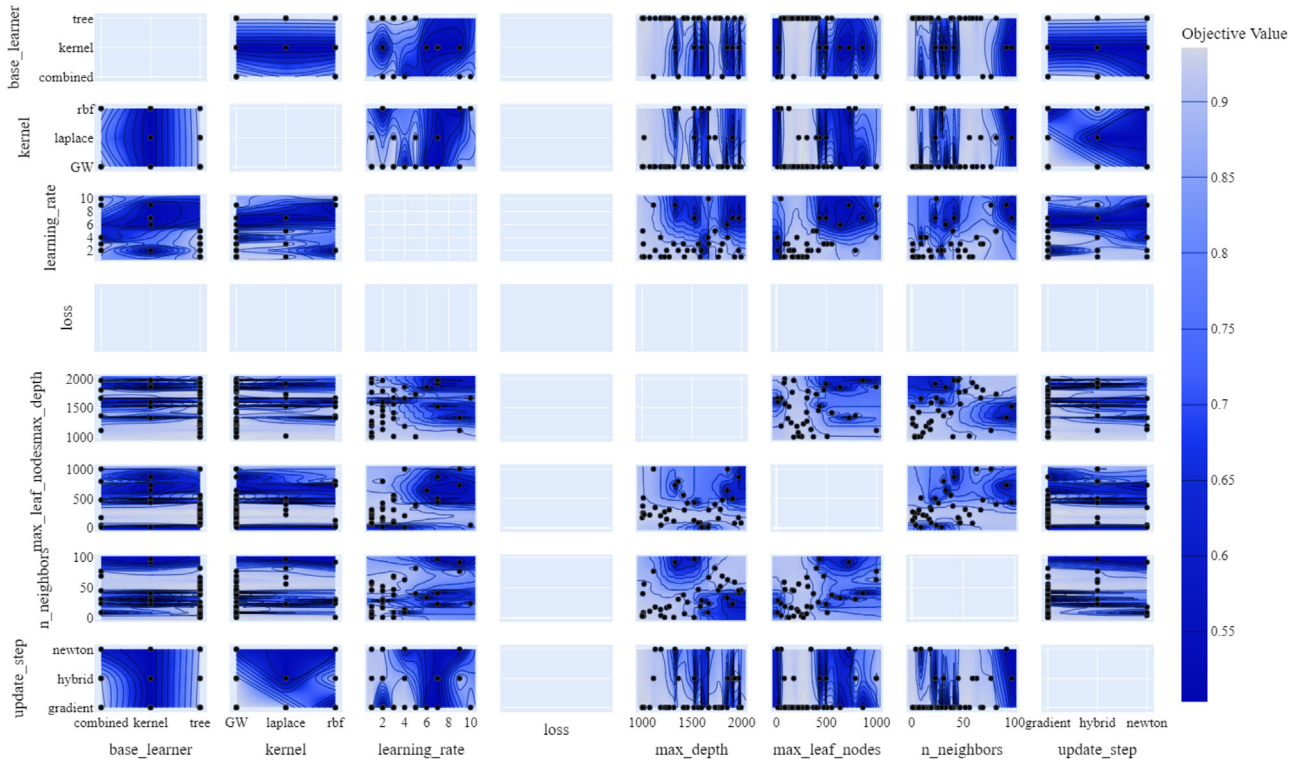 Objective Value
0.9
0.85
0.8
0.75
0.7
0.65
0.6
0.55
base_learner
tree
kernel
combined
kernel
rbf
laplace
GW
learning_rate
10
8
6
4
2
loss
max_depth
2000
1500
1000
max_leaf_nodes
1000
500
0
n_neighbors
100
50
0
update_step
newton
hybrid
gradient
combined kernel tree
GW laplace rbf
2 4 6 8 10
1000 1500 2000
0 500 1000
0 50 100
gradient hybrid newton
base_learner kernel learning_rate loss max_depth max_leaf_nodes n_neighbors update_step